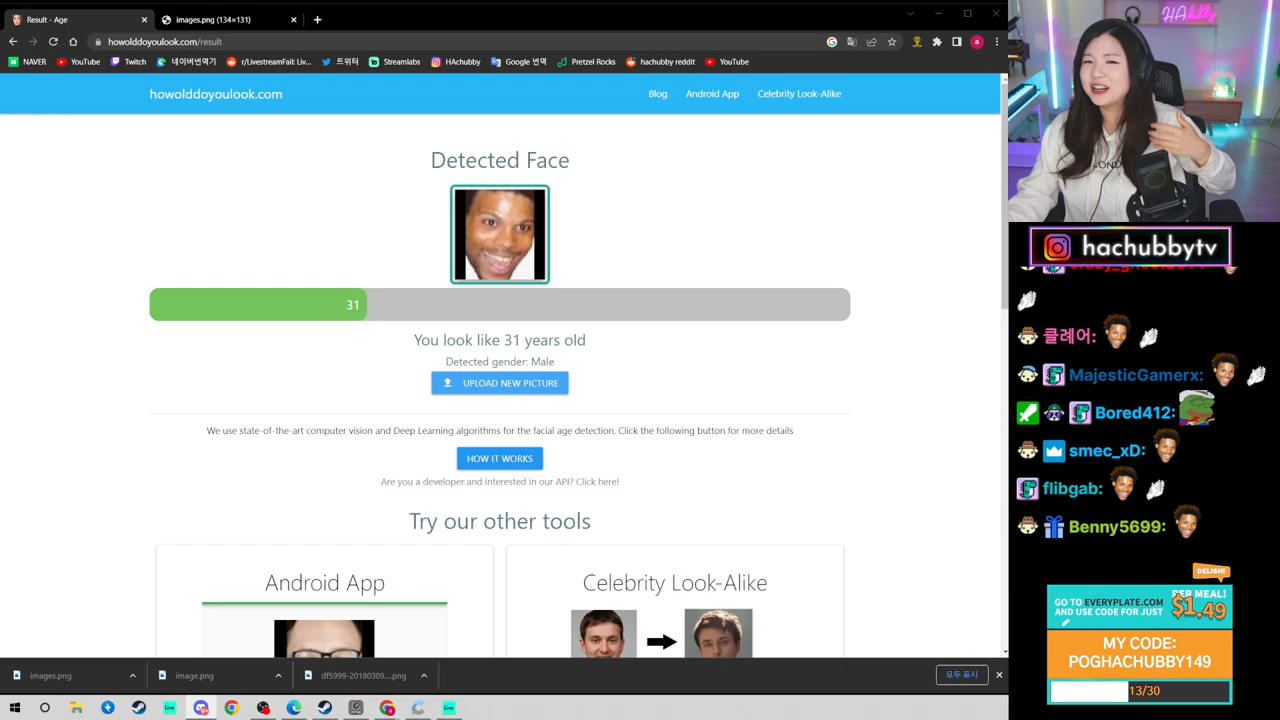 Result - Age
images.png (134×131)
howolddoyoulook.com/result
NAVER
YouTube
Twitch
네이버번역기
r/LivestreamFail: Liv...
트위터
Streamlabs
HAchubby
Google 번역
Pretzel Rocks
hachubby reddit
YouTube
howolddoyoulook.com
Blog
Android App
Celebrity Look-Alike
Detected Face
31
You look like 31 years old
Detected gender: Male
UPLOAD NEW PICTURE
We use state-of-the-art computer vision and Deep Learning algorithms for the facial age detection. Click the following button for more details
HOW IT WORKS
Are you a developer and interested in our API? Click here!
Try our other tools
Android App
Celebrity Look-Alike
images.png
image.png
df5999-20180309....png
모두 표시
Live
Live
HAchubby
hachubbytv
클레어:
MajesticGamerx:
Bored412:
smec_xD:
flibgab:
Benny5699:
DELISH!
GO TO EVERYPLATE.COM
AND USE CODE FOR JUST
$1.49
PER MEAL!
MY CODE:
POGHACHUBBY149
13/30